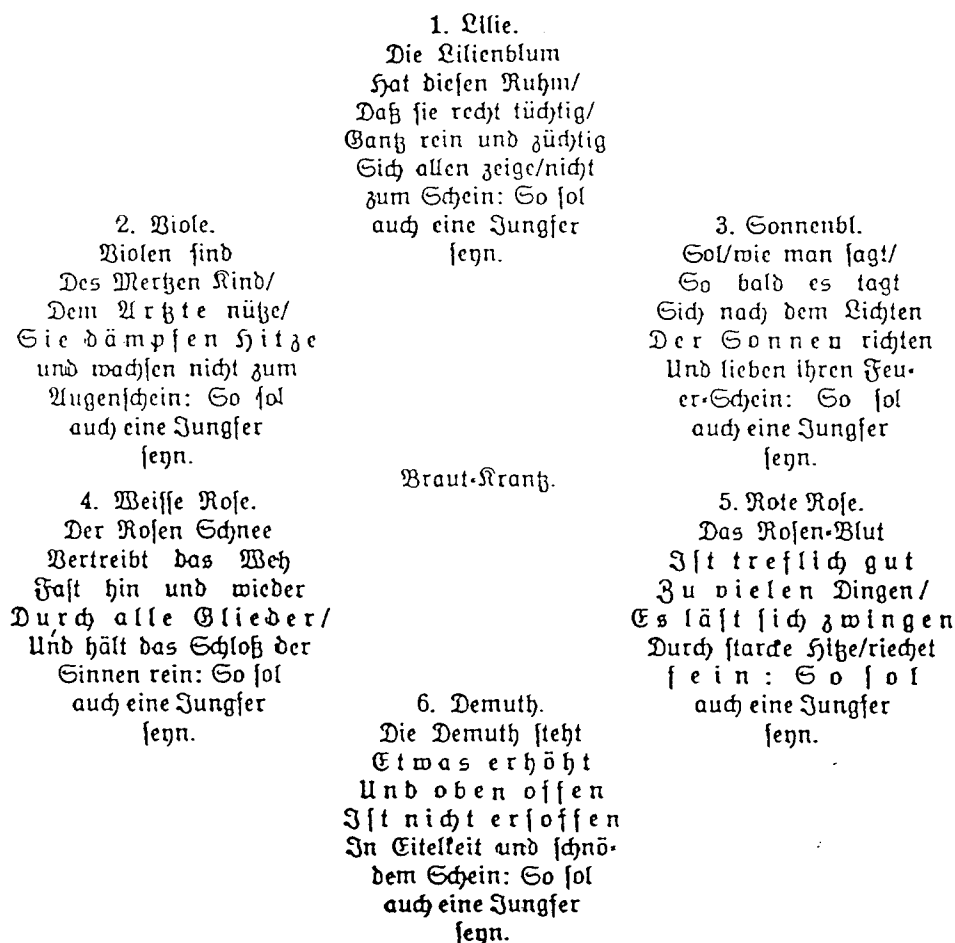 1. Lilie.
Die Lilienblum
Hat diesen Ruhm/
Daß sie recht tüchtig/
Gantz rein und züchtig
Sich allen zeige/nicht
zum Schein: So sol
auch eine Jungfer
seyn.
2. Viole.
Violen sind
Des Mertzen Kind/
Dem Artzte nütze/
Sie dämpfen Hitze
und wachsen nicht zum
Augenschein: So sol
auch eine Jungfer
seyn.
3. Sonnenbl.
Sol/wie man sagt/
So bald es tagt
Sich nach dem Lichten
Der Sonnen richten
Und lieben ihren Feu-
er-Schein: So sol
auch eine Jungfer
seyn.
Braut-Krantz.
4. Weisse Rose.
Der Rosen Schnee
Vertreibt das Weh
Fast hin und wieder
Durch alle Glieder/
Und hält das Schloß der
Sinnen rein: So sol
auch eine Jungfer
seyn.
5. Rote Rose.
Das Rosen-Blut
Ist treflich gut
Zu vielen Dingen/
Es läst sich zwingen
Durch starcke Hitze/riechet
fein: So sol
auch eine Jungfer
seyn.
6. Demuth.
Die Demuth steht
Etwas erhöht
Und oben offen
Ist nicht ersoffen
In Eitelkeit und schnö-
dem Schein: So sol
auch eine Jungfer
seyn.